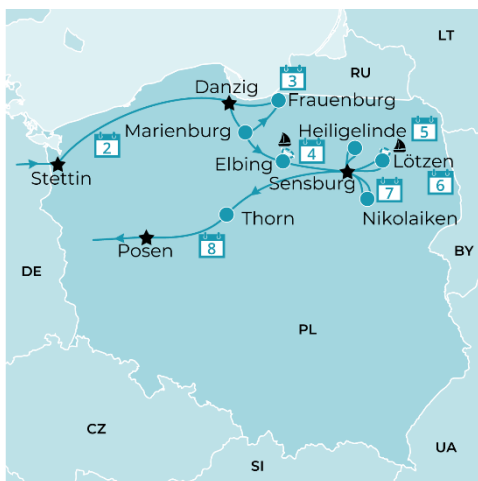 LT
RU
3
Danzig
Frauenburg
2
Marienburg
Heiligelinde
5
Elbing
4
Lötzen
Stettin
Sensburg
6
7
Nikolaiken
Thorn
Posen
8
BY
DE
PL
CZ
UA
SI